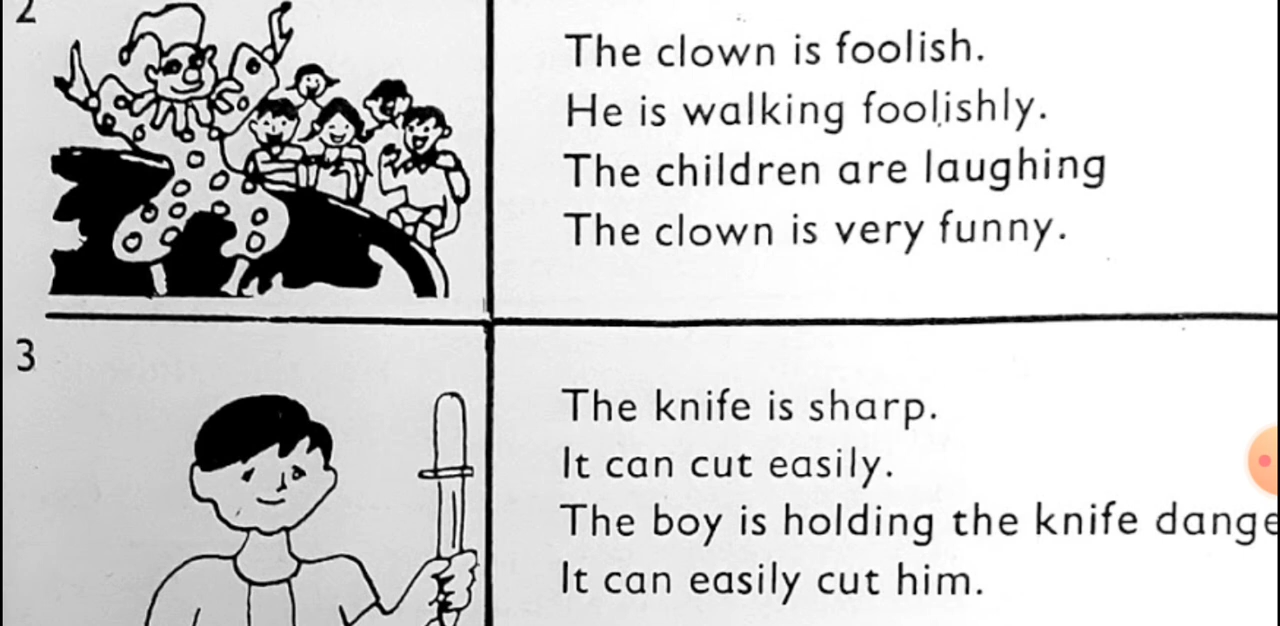 2
The clown is foolish.
He is walking foolishly.
The children are laughing
The clown is very funny.
3
The knife is sharp.
It can cut easily.
The boy is holding the knife dange
It can easily cut him.